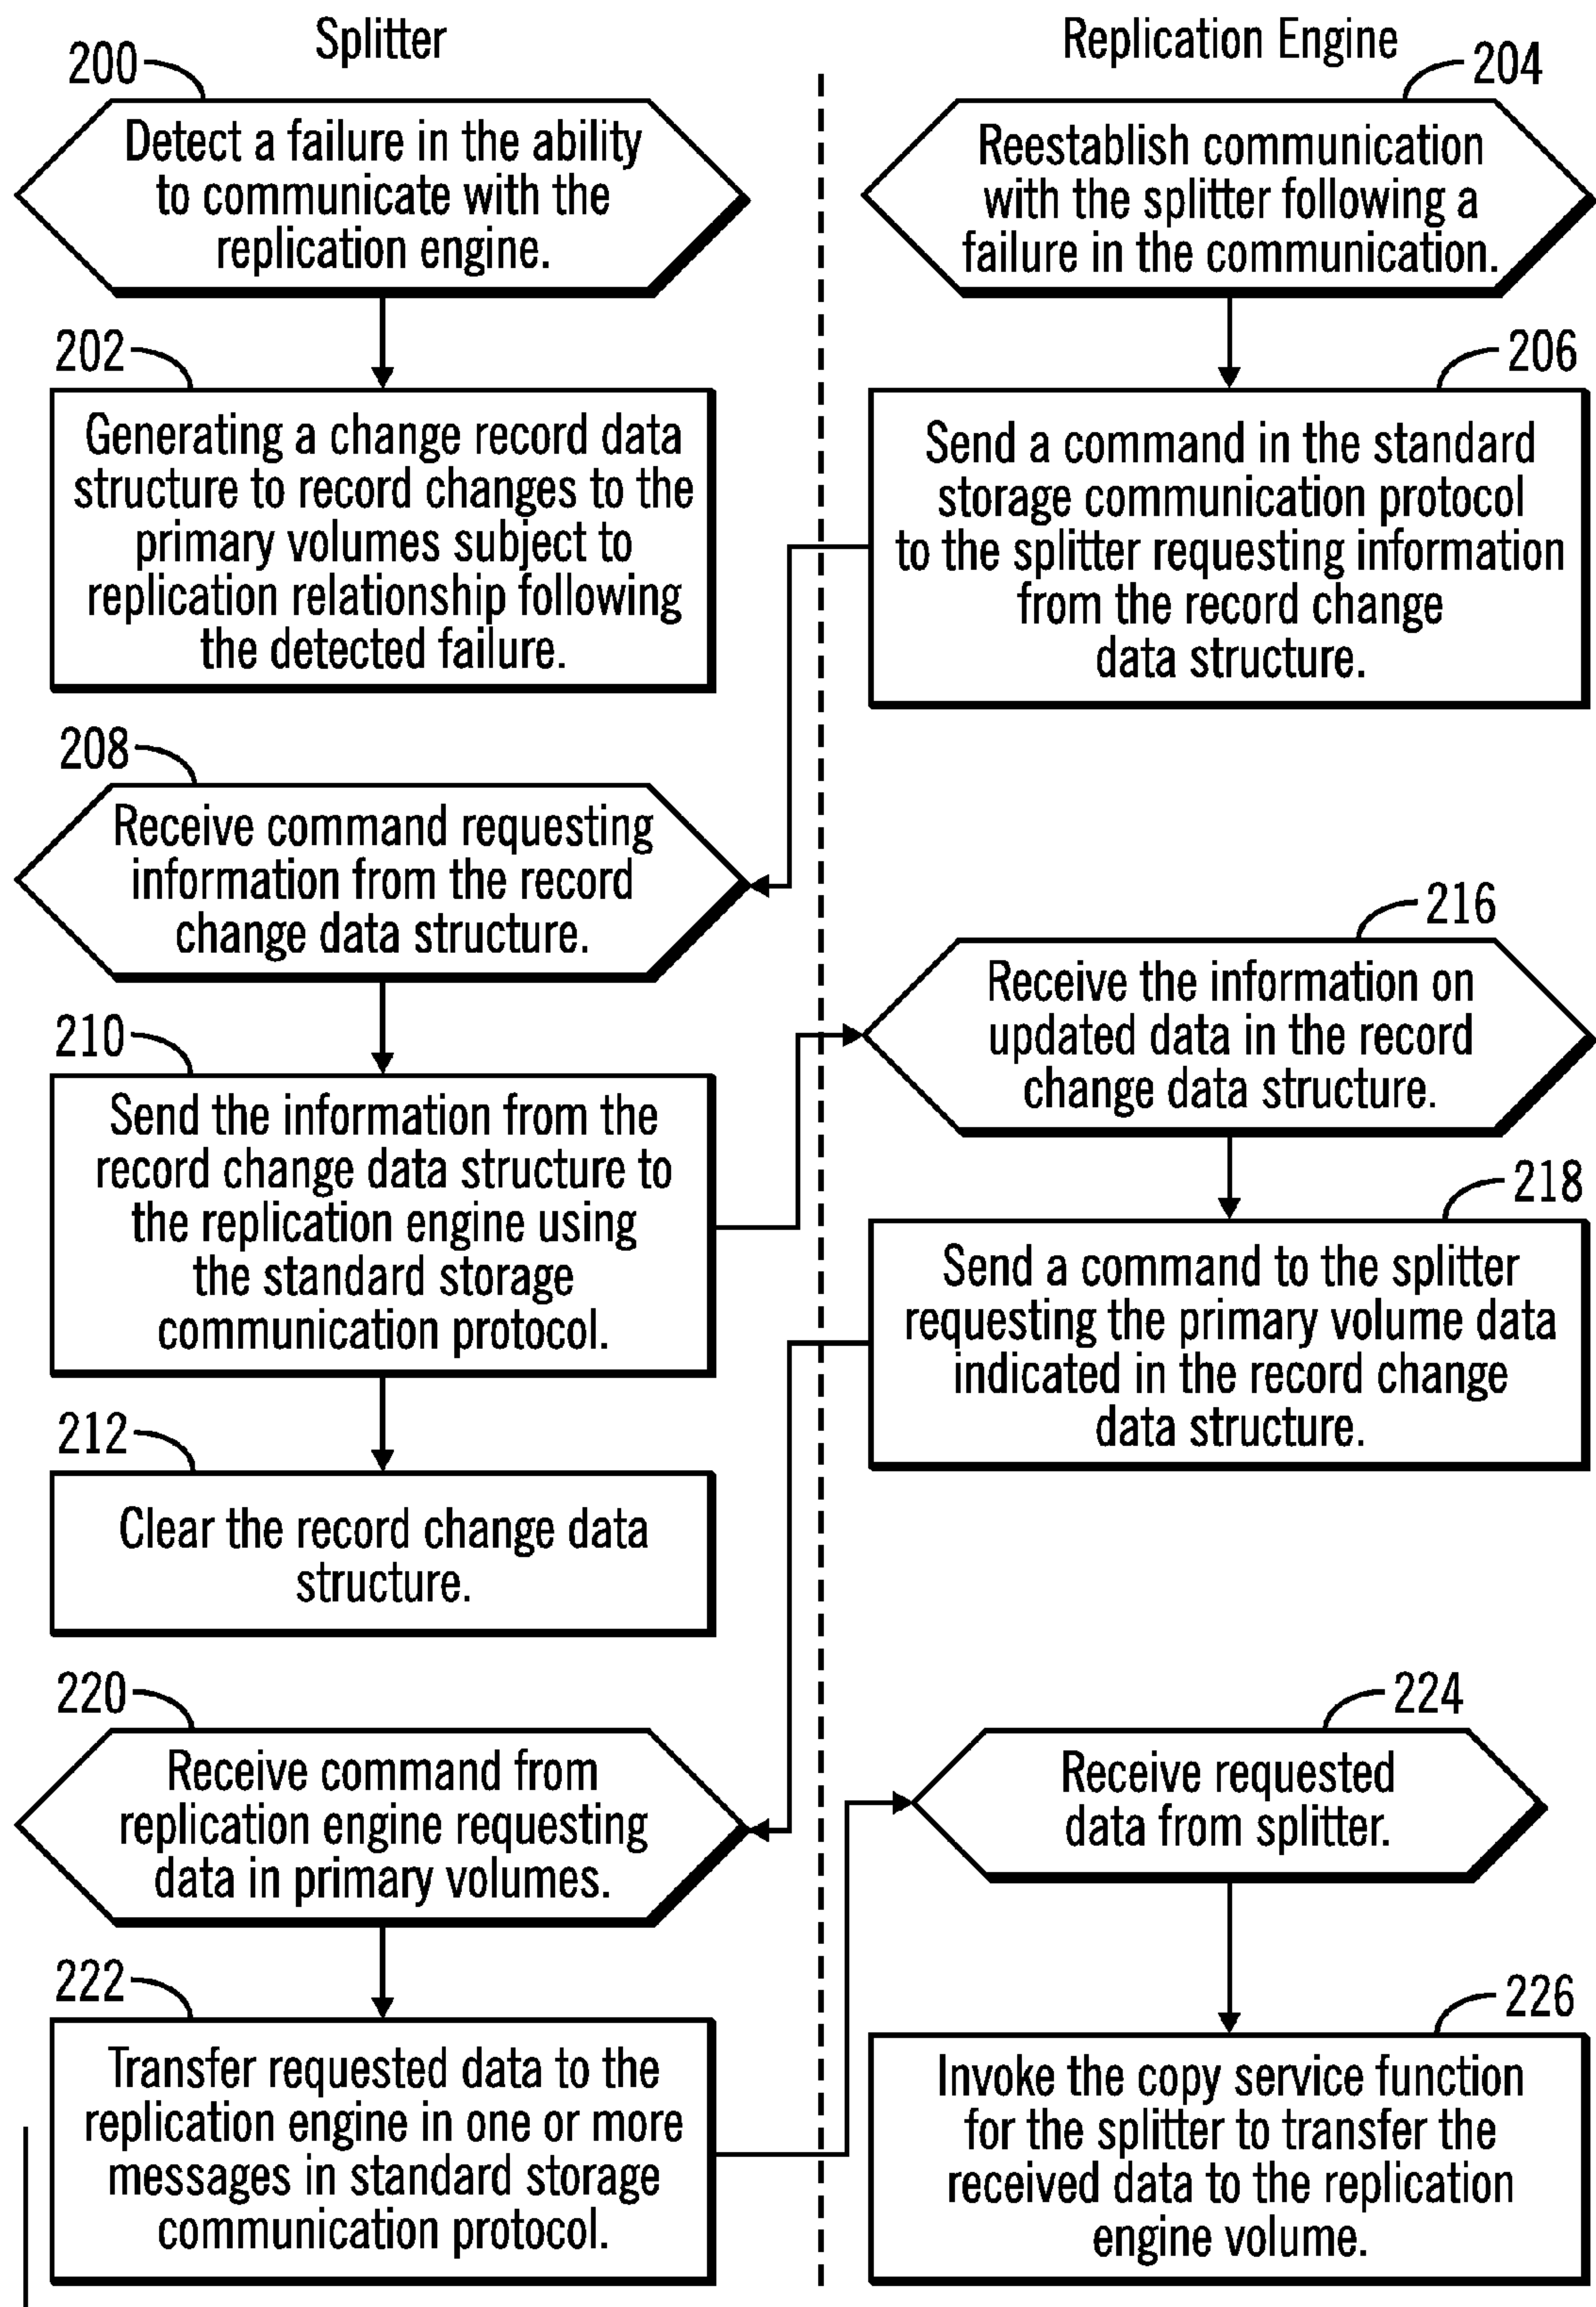 Splitter
200
Detect a failure in the ability
to communicate with the
replication engine.
202
Generating a change record data
structure to record changes to the
primary volumes subject to
replication relationship following
the detected failure.
208
Receive command requesting
information from the record
change data structure.
210
Send the information from the
record change data structure to
the replication engine using
the standard storage
communication protocol.
212
Clear the record change data
structure.
220
Receive command from
replication engine requesting
data in primary volumes.
222
Transfer requested data to the
replication engine in one or more
messages in standard storage
communication protocol.
Replication Engine
204
Reestablish communication
with the splitter following a
failure in the communication.
206
Send a command in the standard
storage communication protocol
to the splitter requesting information
from the record change
data structure.
216
Receive the information on
updated data in the record
change data structure.
218
Send a command to the splitter
requesting the primary volume data
indicated in the record change
data structure.
224
Receive requested
data from splitter.
226
Invoke the copy service function
for the splitter to transfer the
received data to the replication
engine volume.